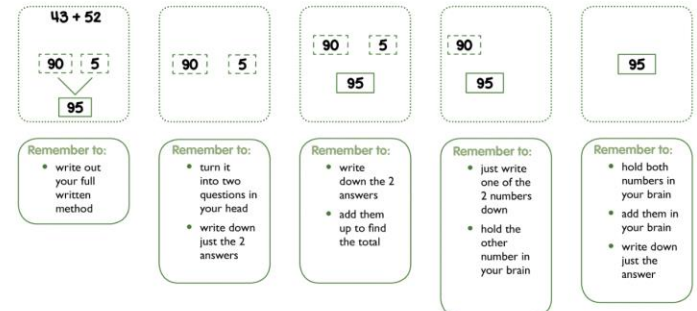 43 + 52
90 5
95
90 5
90 5
95
90
95
95
Remember to:
• write out
your full
written
method
Remember to:
• turn it
into two
questions in
your head
• write down
just the 2
answers
Remember to:
• write
down the 2
answers
• add them
up to find
the total
Remember to:
• just write
one of the
2 numbers
down
• hold the
other
number in
your brain
Remember to:
• hold both
numbers in
your brain
• add them in
your brain
• write down
just the
answer